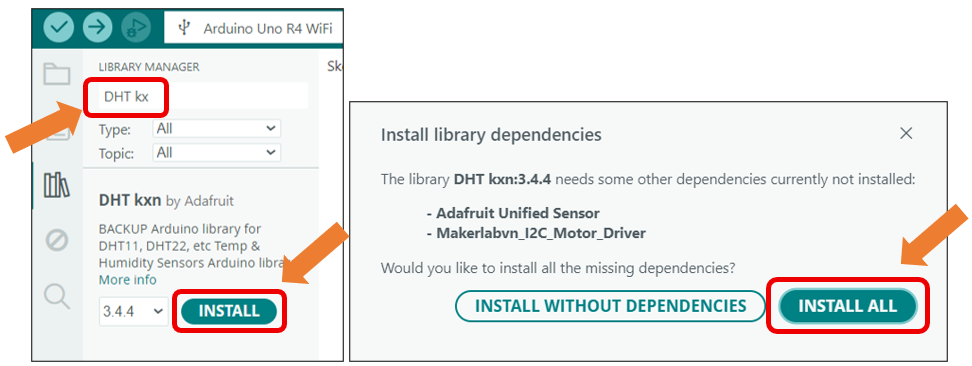 Arduino Uno R4 WiFi
LIBRARY MANAGER
Sk
DHT kx
Type: All
Topic: All
DHT kxn by Adafruit
BACKUP Arduino library for
DHT11, DHT22, etc Temp &
Humidity Sensors Arduino libra
More info
3.4.4 INSTALL
Install library dependencies
The library DHT kxn:3.4.4 needs some other dependencies currently not installed:
- Adafruit Unified Sensor
- Makerlabvn_I2C_Motor_Driver
Would you like to install all the missing dependencies?
INSTALL WITHOUT DEPENDENCIES INSTALL ALL